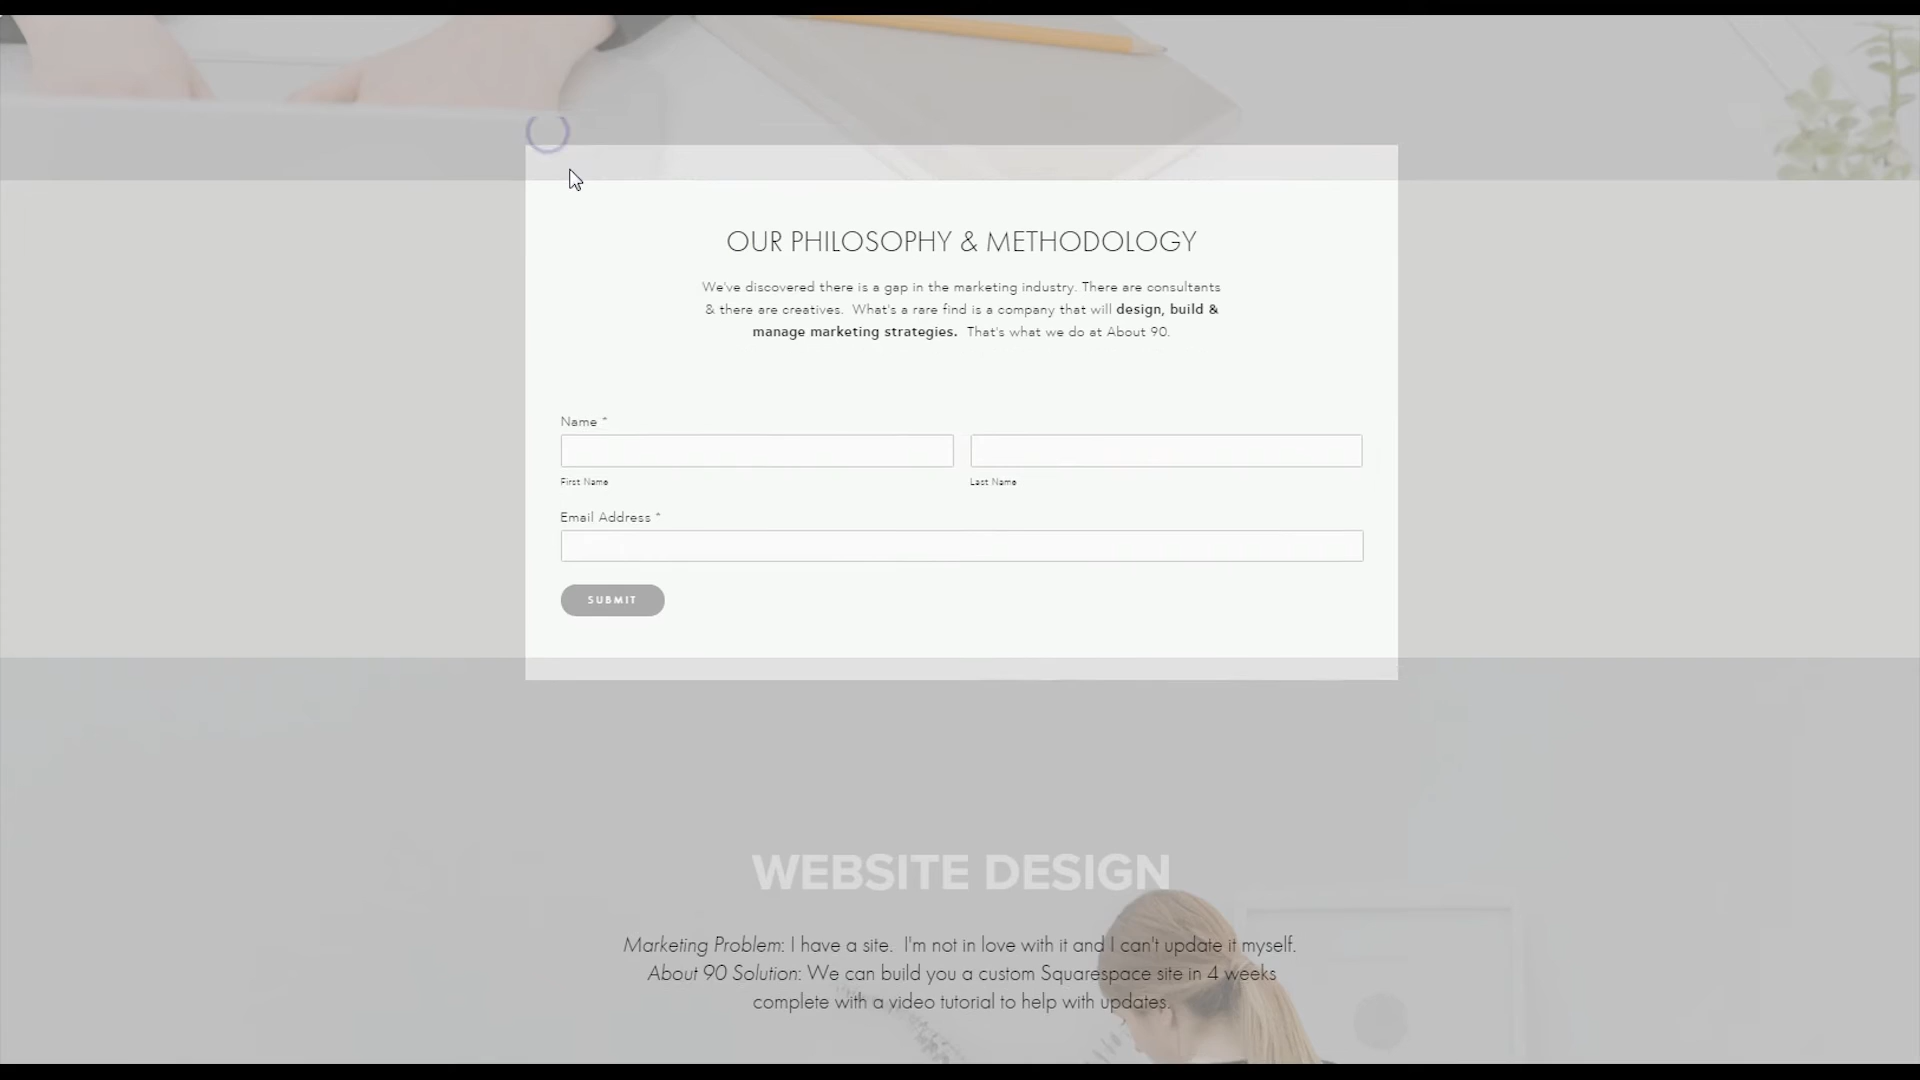 OUR PHILOSOPHY & METHODOLOGY
We've discovered there is a gap in the marketing industry. There are consultants
& there are creatives.  What's a rare find is a company that will design, build &
manage marketing strategies.  That's what we do at About 90.
Name *
First Name
Last Name
Email Address *
SUBMIT
WEBSITE DESIGN
Marketing Problem: I have a site.  I'm not in love with it and I can't update it myself.
About 90 Solution: We can build you a custom Squarespace site in 4 weeks
complete with a video tutorial to help with updates.